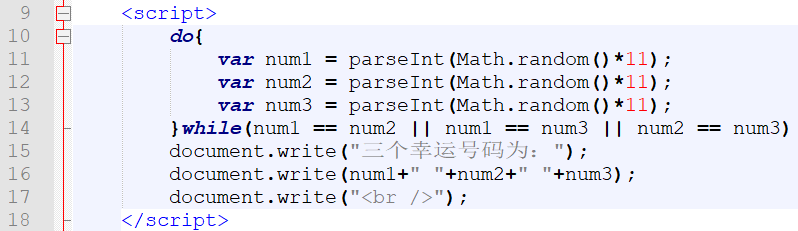 9 <script>
10 do{
11 var num1 = parseInt(Math.random()*11);
12 var num2 = parseInt(Math.random()*11);
13 var num3 = parseInt(Math.random()*11);
14 }while(num1 == num2 || num1 == num3 || num2 == num3)
15 document.write("三个幸运号码为：");
16 document.write(num1+" "+num2+" "+num3);
17 document.write("<br />");
18 </script>